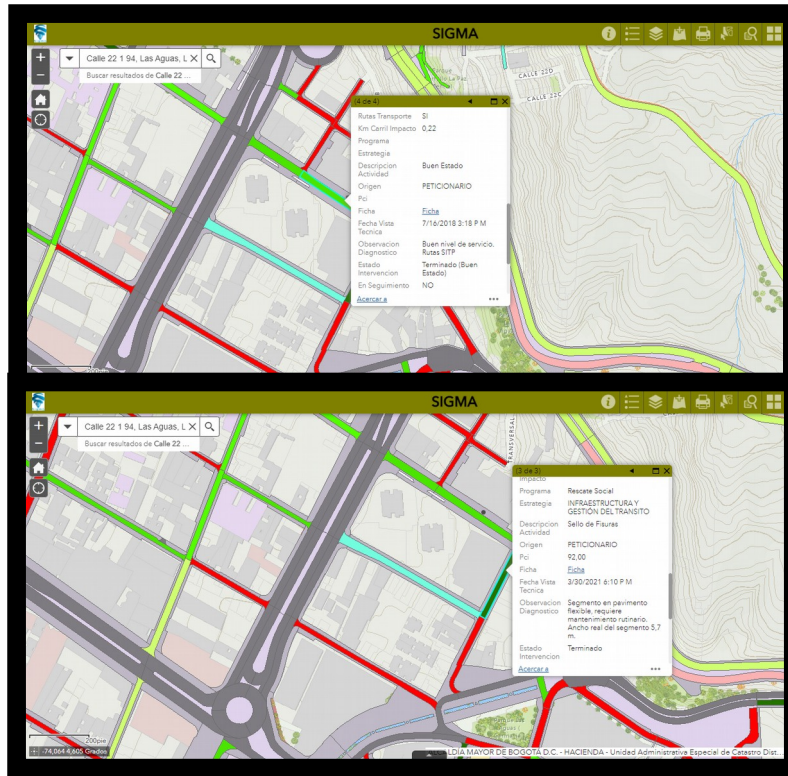 SIGMA
Calle 22 1 94, Las Aguas, L
Buscar resultados de Calle 22 ...
CALLE 22D
CALLE 22C
(4 de 4)
Rutas Transporte SI
Km Carril Impacto 0,22
Programa
Estrategia
Descripcion Actividad Buen Estado
Origen PETICIONARIO
Pci
Ficha Ficha
Fecha Vista Tecnica 7/16/2018 3:18 P M
Observacion Diagnostico Buen nivel de servicio. Rutas SITP
Estado Intervencion Terminado (Buen Estado)
En Seguimiento NO
Acercar a
SIGMA
Calle 22 1 94, Las Aguas, L
Buscar resultados de Calle 22 ...
TRANSVERSAL
(3 de 3)
Impacto
Programa Rescate Social
Estrategia INFRAESTRUCTURA Y GESTIÓN DEL TRANSITO
Descripcion Actividad Sello de Fisuras
Origen PETICIONARIO
Pci 92,00
Ficha Ficha
Fecha Vista Tecnica 3/30/2021 6:10 P M
Observacion Diagnostico Segmento en pavimento flexible, requiere mantenimiento rutinario. Ancho real del segmento 5,7 m.
Estado Intervencion Terminado
Acercar a
200pie
-74,064 4,605 Grados
ALDÍA MAYOR DE BOGOTÁ D.C. - HACIENDA - Unidad Administrativa Especial de Catastro Dist...